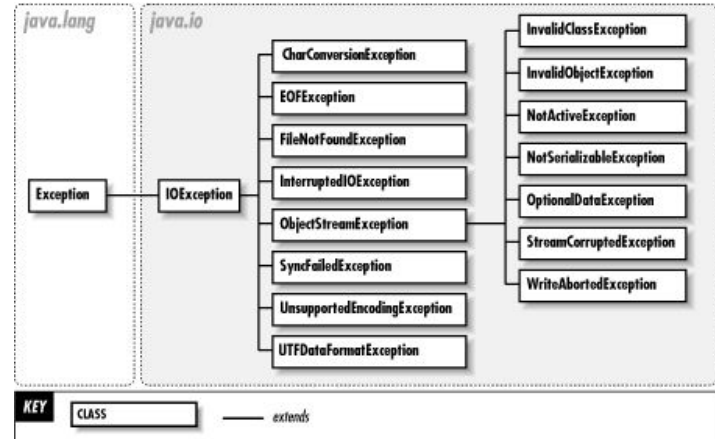 java.lang
java.io
Exception
IOException
CharConversionException
EOFException
FileNotFoundException
InterruptedIOException
ObjectStreamException
SyncFailedException
UnsupportedEncodingException
UTFDataFormatException
InvalidClassException
InvalidObjectException
NotActiveException
NotSerializableException
OptionalDataException
StreamCorruptedException
WriteAbortedException
KEY
CLASS
extends